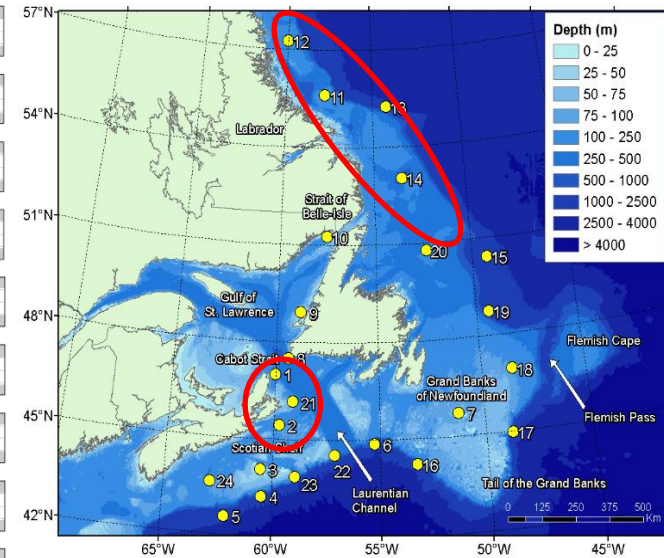 57°N
54°N
51°N
48°N
45°N
42°N
65°W
60°W
55°W
50°W
45°W
Depth (m)
0 - 25
25 - 50
50 - 75
75 - 100
100 - 250
250 - 500
500 - 1000
1000 - 2500
2500 - 4000
> 4000
12
11
13
Labrador
14
Strait of
Belle-Isle
10
20
15
Gulf of
St. Lawrence
9
19
Flemish Cape
Cabot Strait
8
18
1
Grand Banks
of Newfoundland
Flemish Pass
21
7
2
17
6
22
16
3
24
23
4
5
Laurentian
Channel
Tail of the Grand Banks
0 125 250 375 500
Km